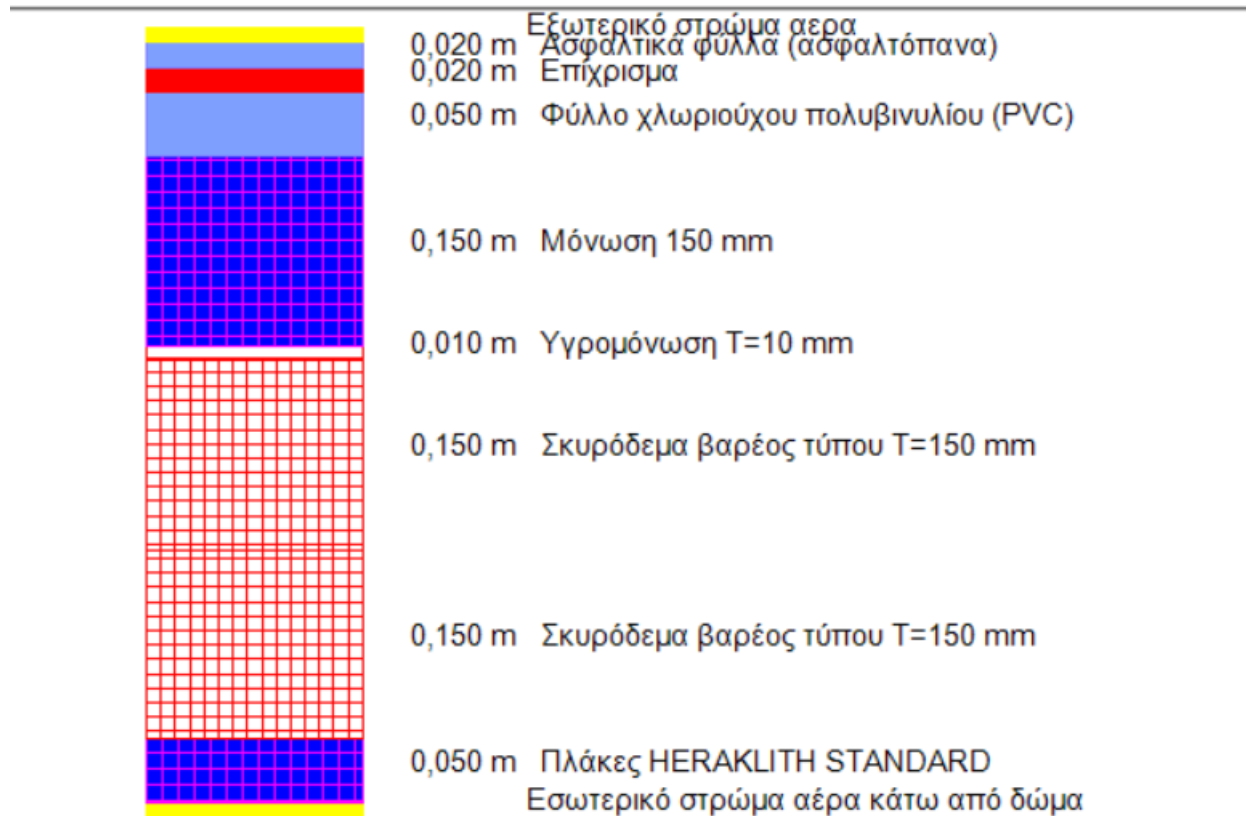 Εξωτερικό στρώμα αερα
0,020 m Ασφαλτικά φύλλα (ασφαλτόπανα)
0,020 m Επίχρισμα
0,050 m Φύλλο χλωριούχου πολυβινυλίου (PVC)
0,150 m Μόνωση 150 mm
0,010 m Υγρομόνωση T=10 mm
0,150 m Σκυρόδεμα βαρέος τύπου T=150 mm
0,150 m Σκυρόδεμα βαρέος τύπου T=150 mm
0,050 m Πλάκες HERAKLITH STANDARD
Εσωτερικό στρώμα αέρα κάτω από δώμα